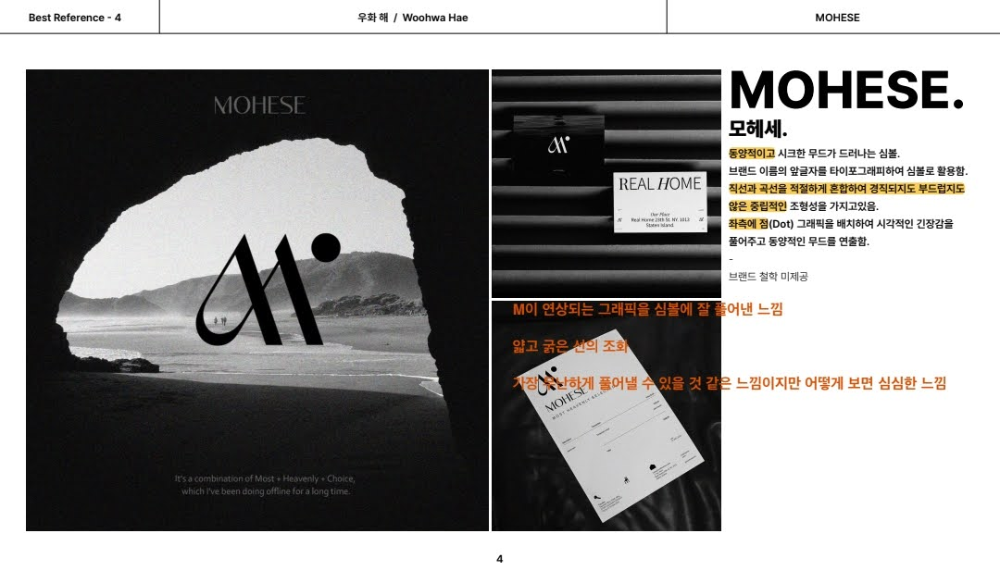 Best Reference - 4
우화 해 / Woohwa Hae
MOHESE
MOHESE
It's a combination of Most + Heavenly + Choice,
which I've been doing offline for a long time.
REAL HOME
Our Place
Real Home 23th St. NY. 1013
Staten Island.
MOHESE.
모헤세.
동양적이고 시크한 무드가 드러나는 심볼.
브랜드 이름의 앞글자를 타이포그래피하여 심볼로 활용함.
직선과 곡선을 적절하게 혼합하여 경직되지도 부드럽지도
않은 중립적인 조형성을 가지고있음.
좌측에 점(Dot) 그래픽을 배치하여 시각적인 긴장감을
풀어주고 동양적인 무드를 연출함.
-
브랜드 철학 미제공
M이 연상되는 그래픽을 심볼에 잘 풀어낸 느낌
얇고 굵은 선의 조화
가장 무난하게 풀어낼 수 있을 것 같은 느낌이지만 어떻게 보면 심심한 느낌
MOHESE
MOST HEAVENLY
4